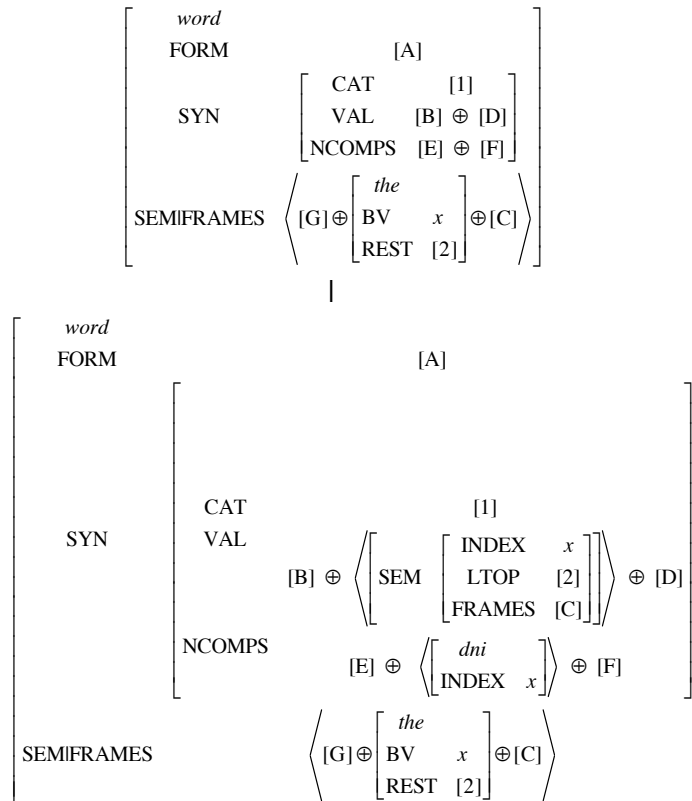 word
FORM [A]
CAT [1]
SYN VAL [B] ⊕ [D]
NCOMPS [E] ⊕ [F]
the
SEM|FRAMES ⟨ [G]⊕ BV x ⊕[C] ⟩
REST [2]
word
FORM [A]
CAT [1]
SYN VAL
INDEX x
[B] ⊕ ⟨ SEM LTOP [2] ⟩ ⊕ [D]
FRAMES [C]
NCOMPS
dni
[E] ⊕ ⟨ ⟩ ⊕ [F]
INDEX x
the
SEM|FRAMES ⟨ [G]⊕ BV x ⊕[C] ⟩
REST [2]